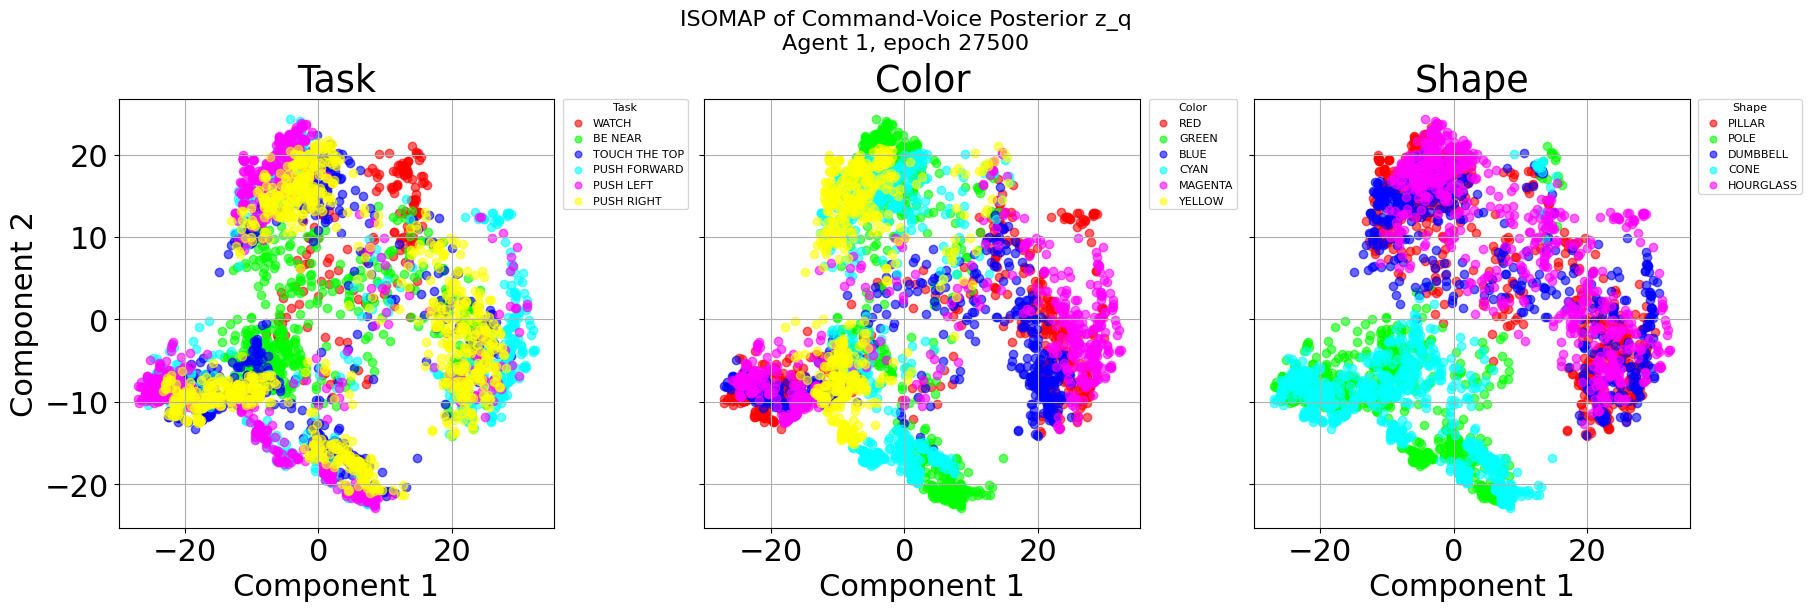 ISOMAP of Command-Voice Posterior z_q
Agent 1, epoch 27500
Task
Color
Shape
Component 2
20
10
0
−10
−20
−20 0 20
Component 1
−20 0 20
Component 1
−20 0 20
Component 1
Task
WATCH
BE NEAR
TOUCH THE TOP
PUSH FORWARD
PUSH LEFT
PUSH RIGHT
Color
RED
GREEN
BLUE
CYAN
MAGENTA
YELLOW
Shape
PILLAR
POLE
DUMBBELL
CONE
HOURGLASS